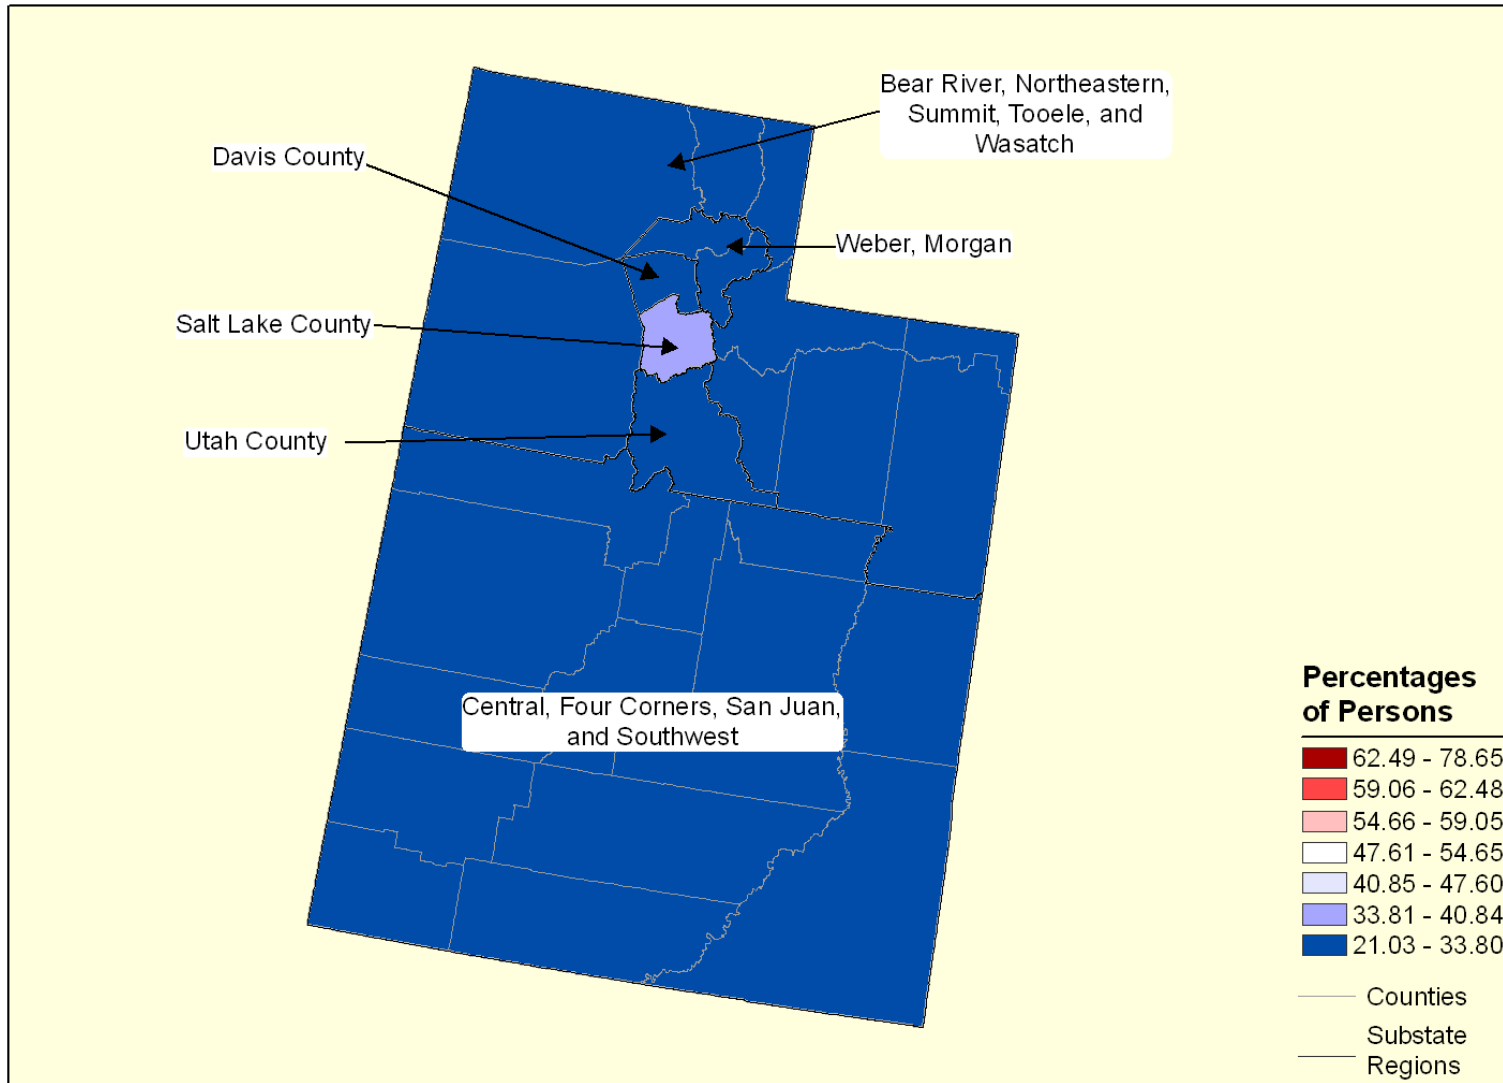 Bear River, Northeastern,
Summit, Tooele, and
Wasatch
Davis County
Weber, Morgan
Salt Lake County
Utah County
Central, Four Corners, San Juan,
and Southwest
Percentages
of Persons
62.49 - 78.65
59.06 - 62.48
54.66 - 59.05
47.61 - 54.65
40.85 - 47.60
33.81 - 40.84
21.03 - 33.80
Counties
Substate
Regions